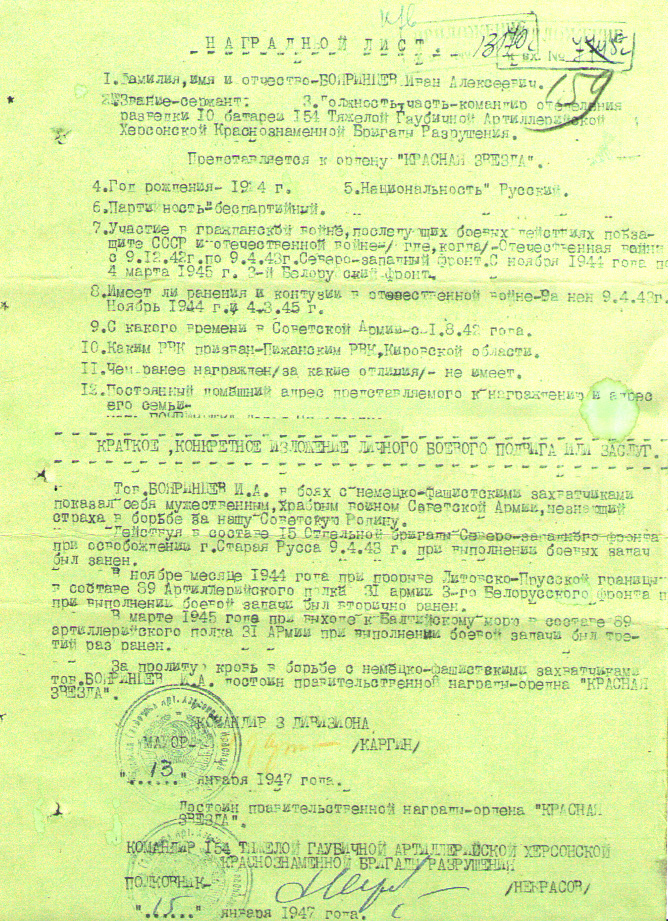 НАГРАДНОЙ ЛИСТ.
159
1.Фамилия,имя и отчество-БОЯРИНЦЕВ Иван Алексеевич.
2.Звание-сержант: 3.Должность,часть-командир отделения
разведки 10 батареи 154 Тяжелой Гаубичной Артиллерийской
Херсонской Краснознаменной Бригады Разрушения.
Представляется к ордену "КРАСНАЯ ЗВЕЗДА".
4.Год рождения- 1924 г. 5.Национальность" Русский.
6.Партийность-беспартийный.
7.Участие в гражданской войне,последующих боевых действиях по
защите СССР и отечественной войне-/ где,когда/-Отечественная война
с 9.12.42г.по 9.4.43г.Северо-западный фронт.С ноября 1944 года по
4 марта 1945 г. 3-й Белорусский фронт.
8.Имеет ли ранения и контузии в отечественной войне-Ранен 9.4.43г.
Ноябрь 1944 г.и 4.3.45 г.
9.С какого времени в Советской Армии-с 1.8.42 года.
10.Каким РВК призван-Пижанским РВК,Кировской области.
11.Чем ранее награжден/за какие отличия/- не имеет.
12.Постоянный домашний адрес представляемого к награждению и адрес
его семьи-
КРАТКОЕ,КОНКРЕТНОЕ ИЗЛОЖЕНИЕ ЛИЧНОГО БОЕВОГО ПОДВИГА ИЛИ ЗАСЛУГ.
Тов.БОЯРИНЦЕВ И.А. в боях с немецко-фашистскими захватчиками
показал себя мужественным,храбрым воином Советской Армии,незнающий
страха в борьбе за нашу Советскую Родину.
Действуя в составе 15 Отдельной бригады Северо-западного фронта
при освобождении г.Старая Русса 9.4.43 г. при выполнении боевых задач
был ранен.
В ноябре месяце 1944 года при прорыве Литовско-Прусской границы
в составе 89 Артиллерийского полка 31 армии 3-го Белорусского фронта
при выполнении боевой задачи был вторично ранен.
В марте 1945 года при выходе к Балтийскому морю в составе 89
артиллерийского полка 31 АРмии при выполнении боевой задачи был тре-
тий раз ранен.
За пролиту кровь в борьбе с немецко-фашистскими захватчиками
тов.БОЯРИНЦЕВ И.А. достоин правительственной награды-ордена "КРАСНАЯ
ЗВЕЗДА".
КОМАНДИР 3 ДИВИЗИОНА
МАЙОР- /КАРГИН/
"13" января 1947 года.
Достоин правительственной награды-ордена "КРАСНАЯ
ЗВЕЗДА".
КОМАНДИР 154 ТЯЖЕЛОЙ ГАУБИЧНОЙ АРТИЛЛЕРИЙСКОЙ ХЕРСОНСКОЙ
КРАСНОЗНАМЕННОЙ БРИГАДЫ РАЗРУШЕНИЯ
ПОЛКОВНИК- /НЕКРАСОВ/
"15" января 1947 года.